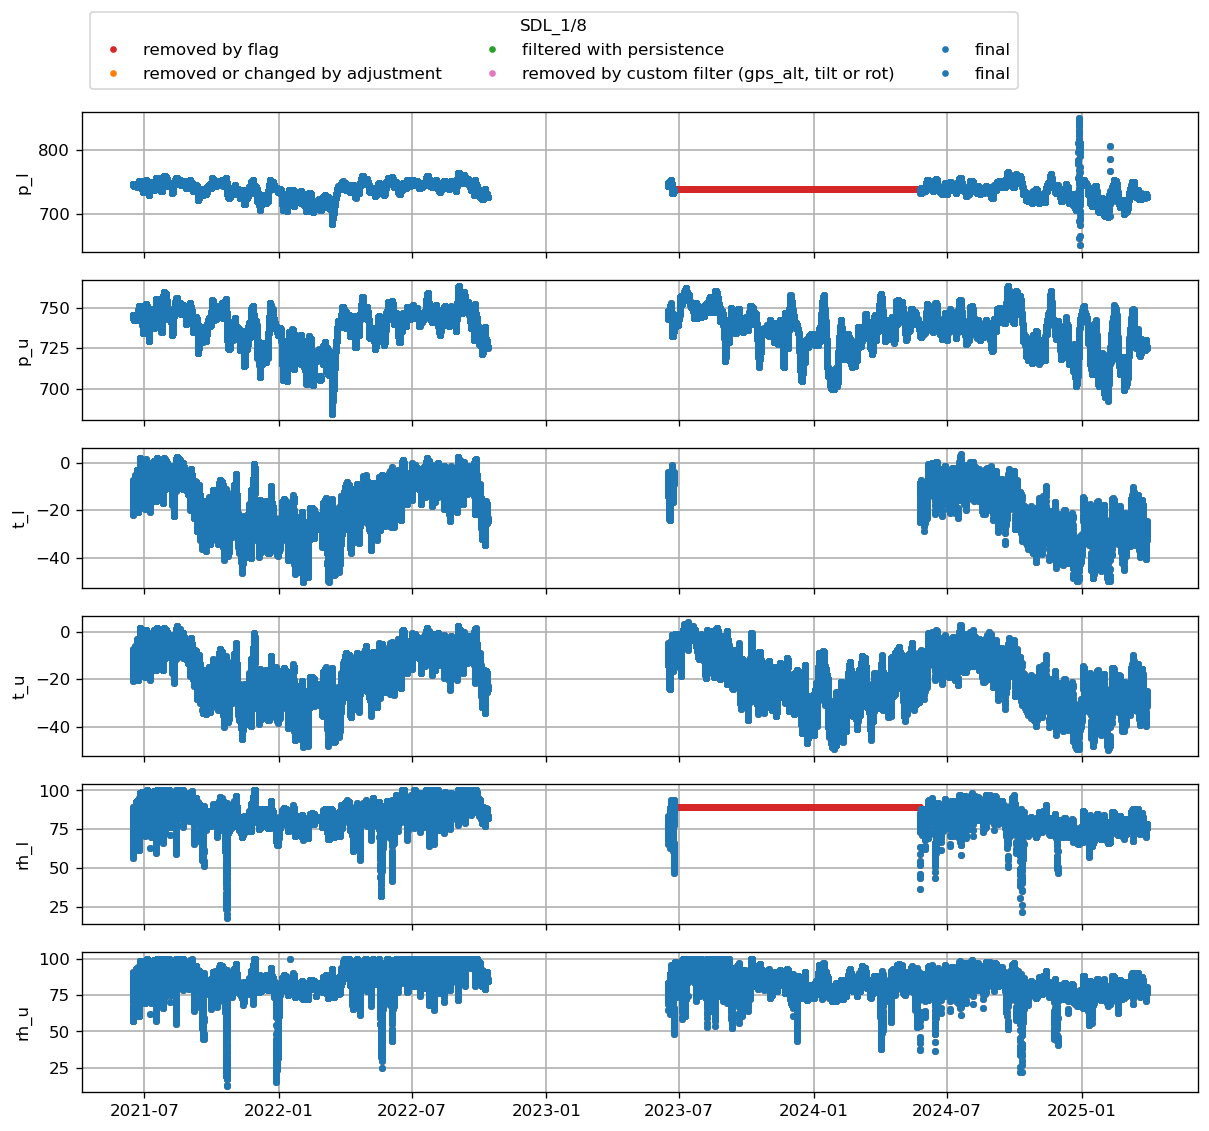 SDL_1/8
removed by flag
filtered with persistence
final
removed or changed by adjustment
removed by custom filter (gps_alt, tilt or rot)
final
800
700
p_l
750
725
700
p_u
0
−20
−40
t_l
0
−20
−40
t_u
100
75
50
25
rh_l
100
75
50
25
rh_u
2021-07
2022-01
2022-07
2023-01
2023-07
2024-01
2024-07
2025-01